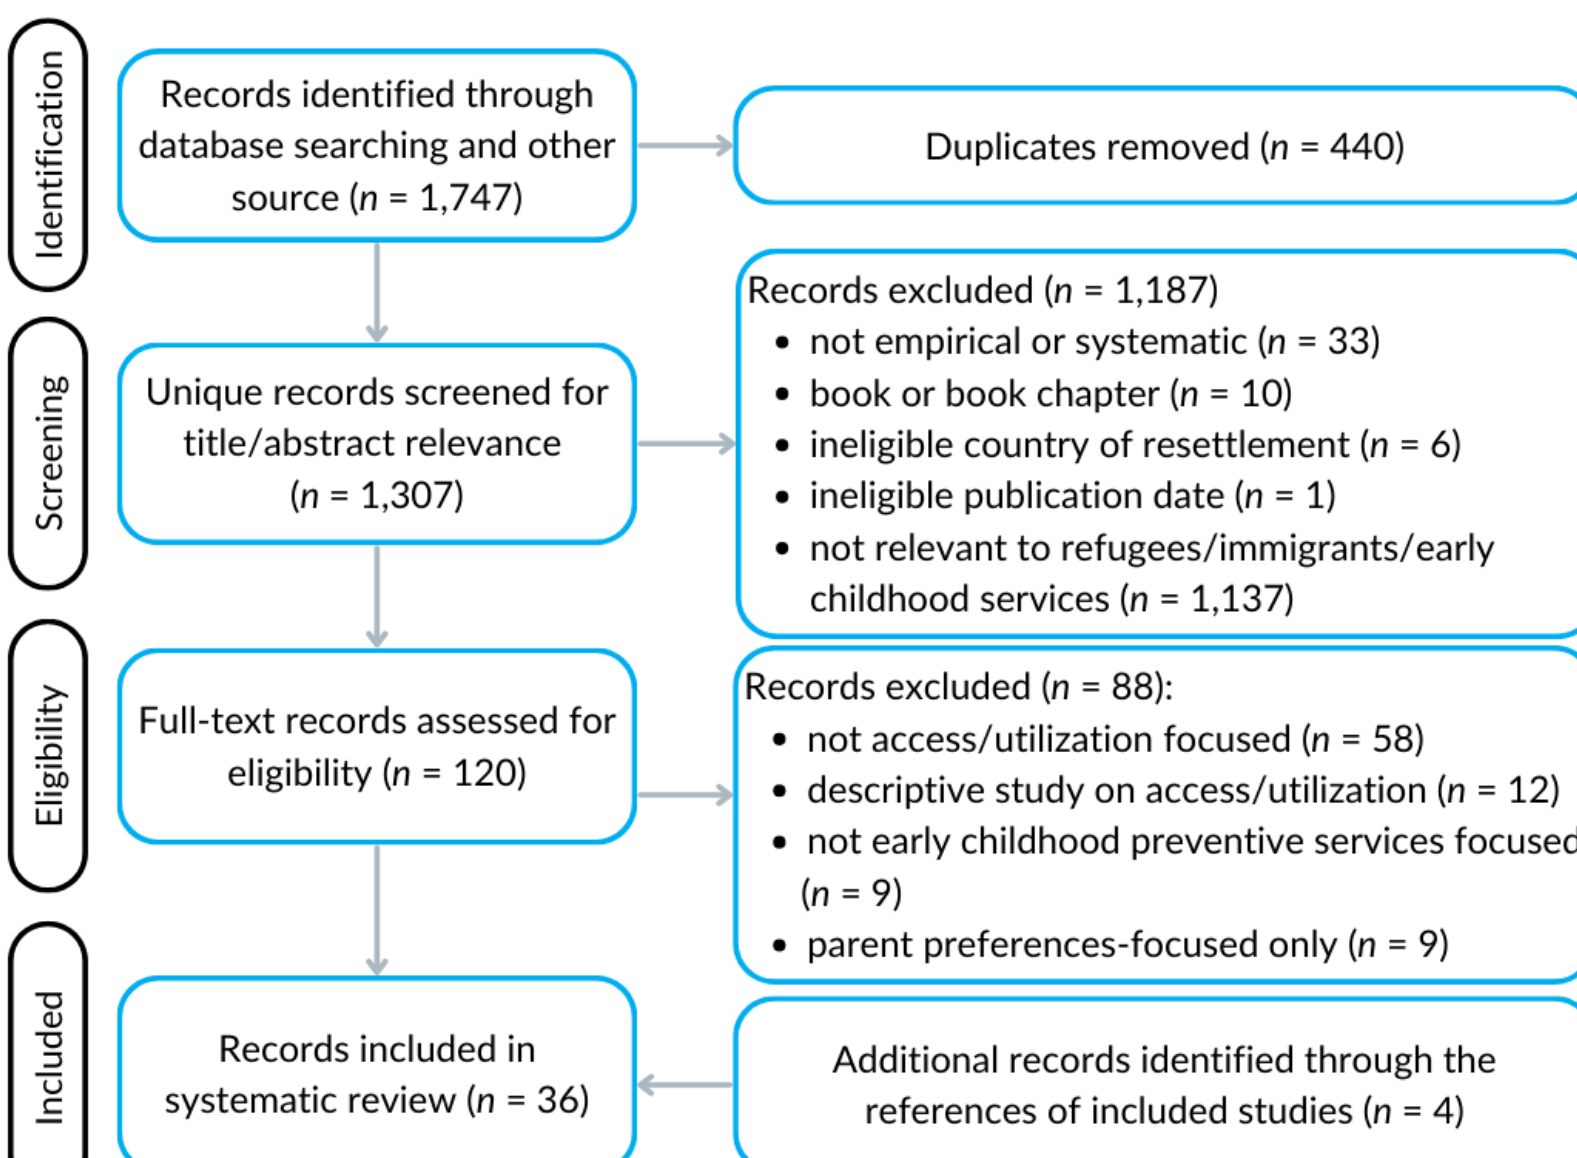 Identification
Records identified through
database searching and other
source (n = 1,747)
Duplicates removed (n = 440)
Screening
Unique records screened for
title/abstract relevance
(n = 1,307)
Records excluded (n = 1,187)
• not empirical or systematic (n = 33)
• book or book chapter (n = 10)
• ineligible country of resettlement (n = 6)
• ineligible publication date (n = 1)
• not relevant to refugees/immigrants/early
childhood services (n = 1,137)
Eligibility
Full-text records assessed for
eligibility (n = 120)
Records excluded (n = 88):
• not access/utilization focused (n = 58)
• descriptive study on access/utilization (n = 12)
• not early childhood preventive services focused
(n = 9)
• parent preferences-focused only (n = 9)
Included
Records included in
systematic review (n = 36)
Additional records identified through the
references of included studies (n = 4)